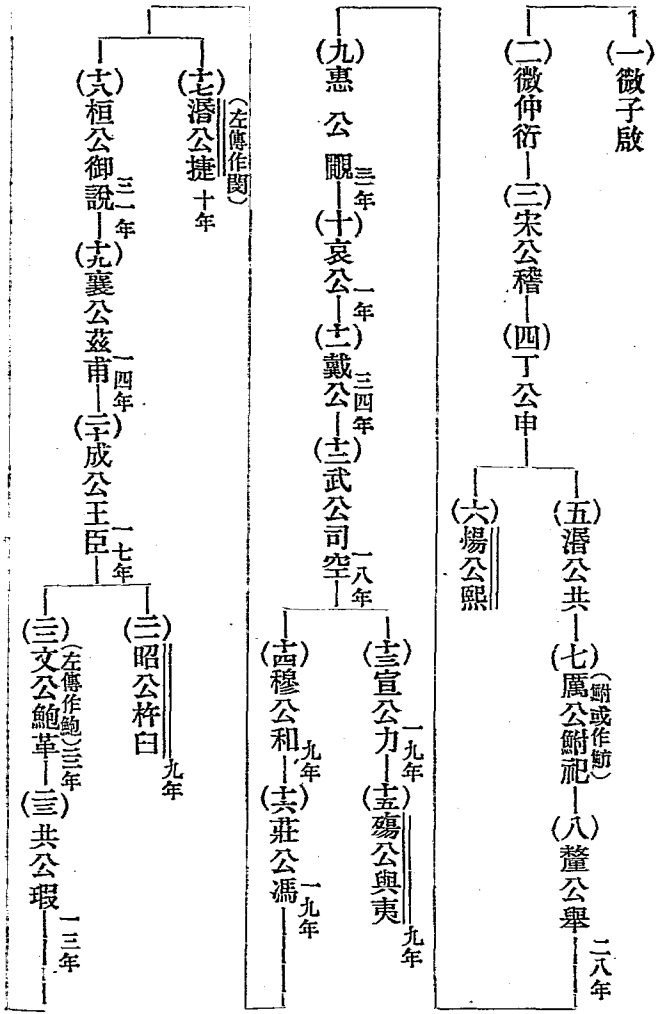 (一)微子啟
(二)微仲衍—(三)宋公稽—(四)丁公申
(五)湣公共—(七)厲公鮒祀(鮒或作魴)—(八)釐公舉 二八年
(六)煬公熙
(九)惠公覵 三一年—(十)哀公 一年—(十一)戴公 三四年—(十二)武公司空 一八年
(十三)宣公力 一九年—(十五)殤公與夷 九年
(十四)穆公和 九年—(十六)莊公馮 一九年
(十七)湣公捷(左傳作閔) 十年
(十八)桓公御說 三一年—(十九)襄公茲甫 一四年—(二十)成公王臣 一七年
(二一)昭公杵臼 九年
(二二)文公鮑革(左傳作鮑) 二二年—(二三)共公瑕 一三年